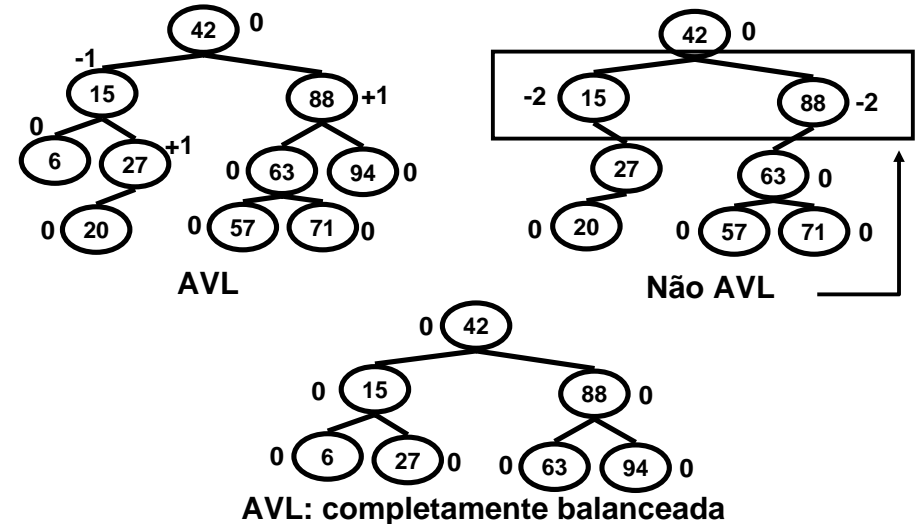 42 0 42 0
-1
15 88 +1 -2 15 88 -2
0 +1
6 27 0 63 94 0 27 63 0
0 20 0 57 71 0 0 20 0 57 71 0
AVL Não AVL
0 42
0 15 88 0
0 6 27 0 0 63 94 0
AVL: completamente balanceada